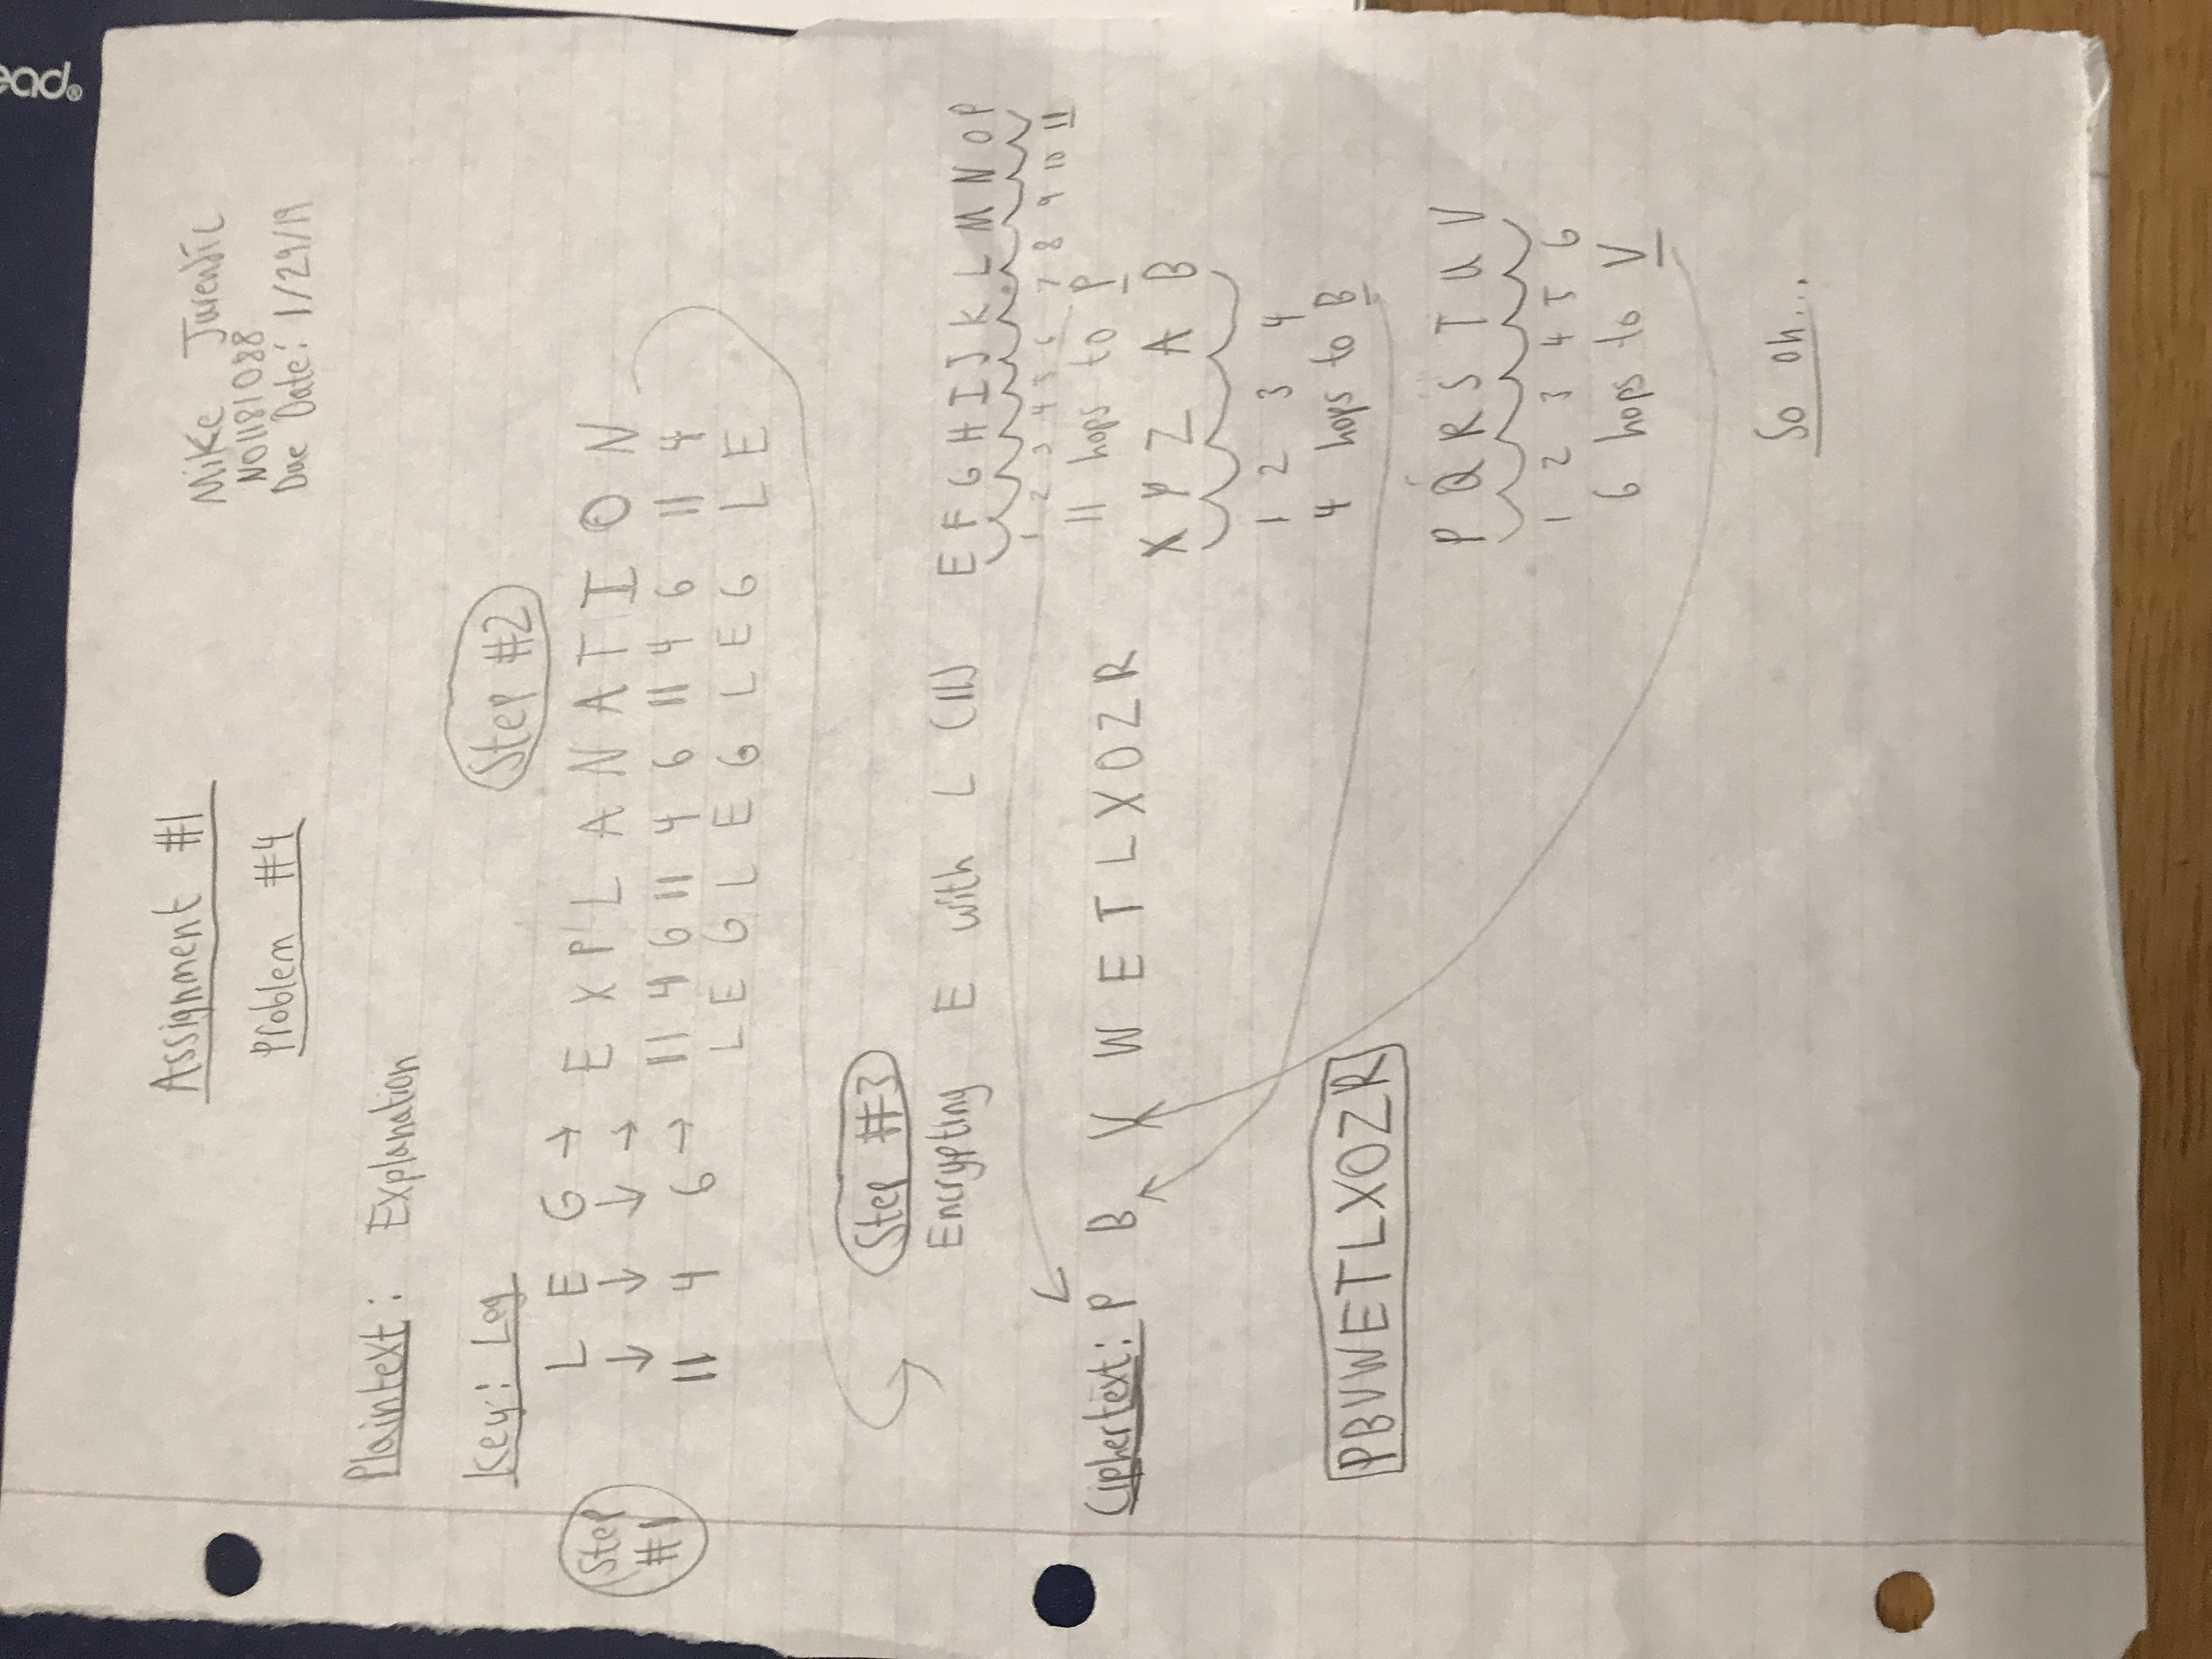 ead®
Assignment #1
Problem #4
Mike Jurendic
N01181088
Due Date: 1/29/19
Plaintext: Explanation
Key: Leg
Step #1
L E G →
↓ ↓ ↓ →
11 4 6 →
Step #2
E X P L A N A T I O N
11 4 6 11 4 6 11 4 6 11 4
L E G L E G L E G L E
Step #3
Encrypting E with L (11)
E F G H I J K L M N O P
1 2 3 4 5 6 7 8 9 10 11
11 hops to P
Ciphertext: P B V W E T L X O Z R
X Y Z A B
1 2 3 4
4 hops to B
PBVWETLXOZR
P Q R S T U V
1 2 3 4 5 6
6 hops to V
So on...